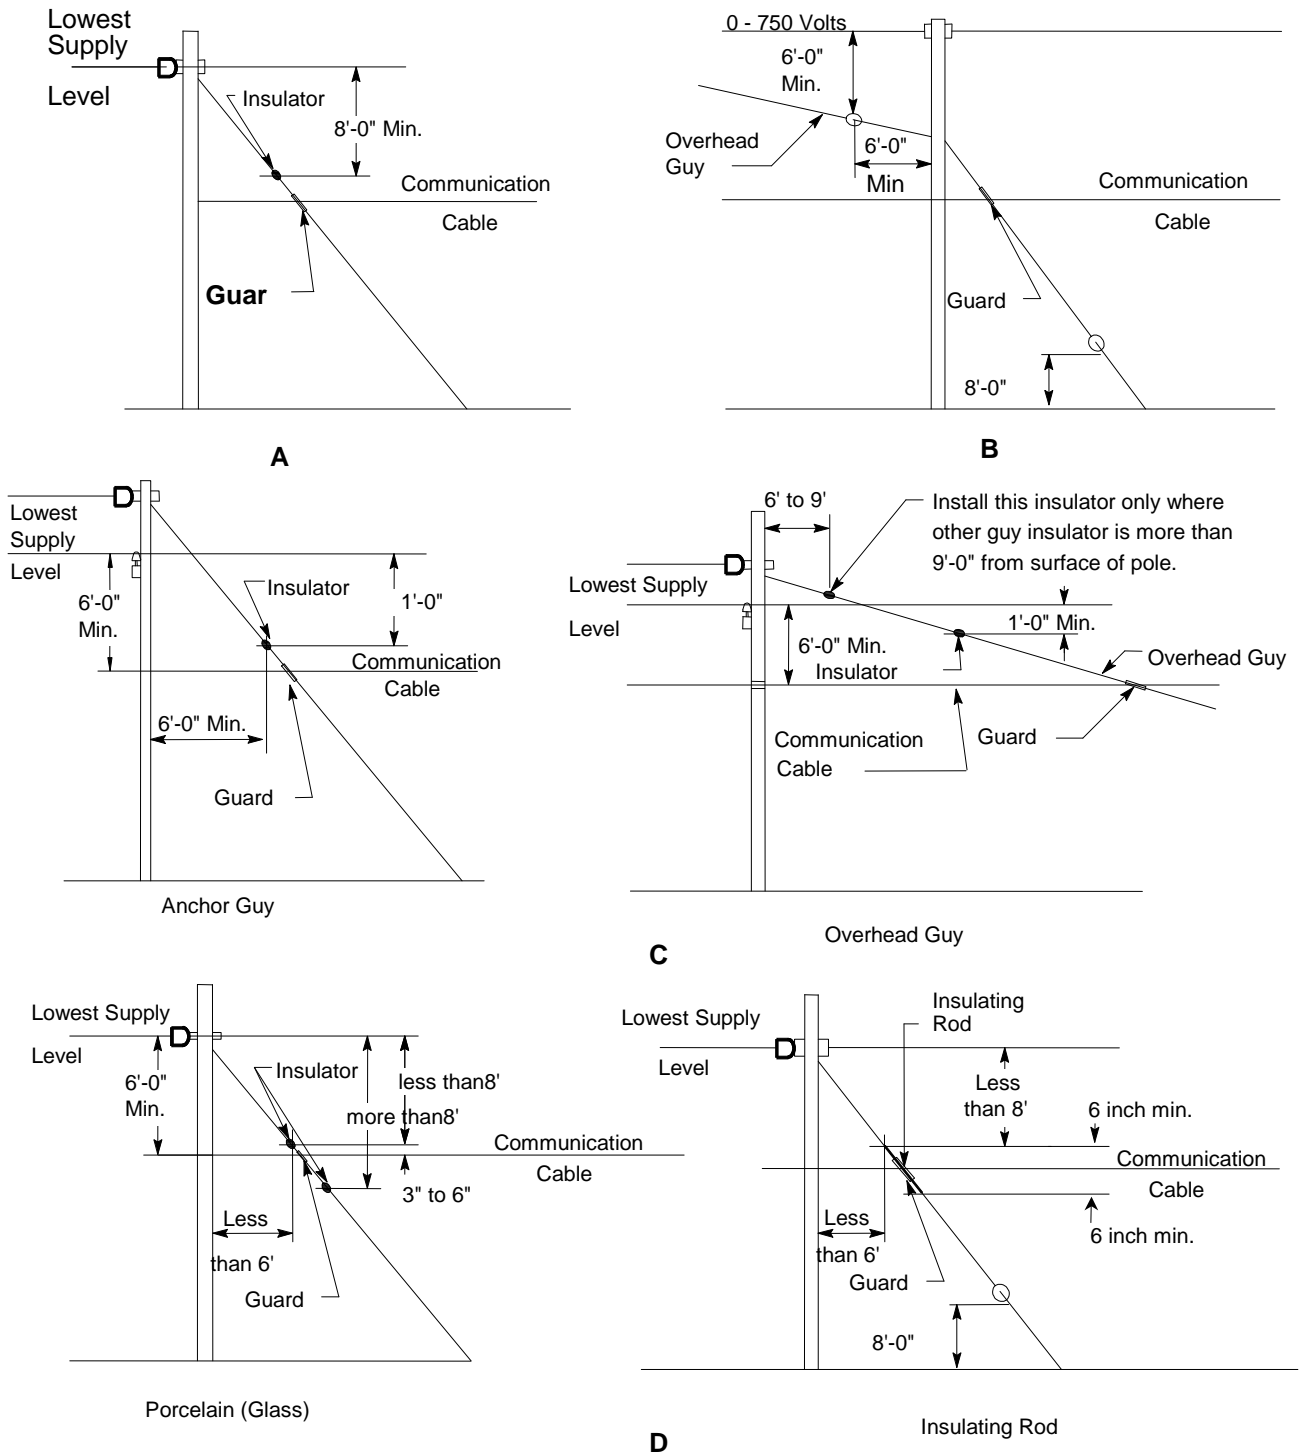 Lowest
Supply
Level
Insulator
8'-0" Min.
Communication
Cable
Guar
A
0 - 750 Volts
6'-0"
Min.
Overhead
Guy
6'-0"
Min
Communication
Cable
Guard
8'-0"
B
Lowest
Supply
Level
6'-0"
Min.
Insulator
1'-0"
Communication
Cable
6'-0" Min.
Guard
Anchor Guy
6' to 9'
Install this insulator only where
other guy insulator is more than
9'-0" from surface of pole.
Lowest Supply
Level
1'-0" Min.
6'-0" Min.
Insulator
Overhead Guy
Communication
Cable
Guard
Overhead Guy
C
Lowest Supply
Level
6'-0"
Min.
Insulator
less than8'
more than8'
Communication
Cable
3" to 6"
Less
than 6'
Guard
Porcelain (Glass)
Insulating
Rod
Lowest Supply
Level
Less
than 8'
6 inch min.
Communication
Cable
6 inch min.
Less
than 6'
Guard
8'-0"
Insulating Rod
D